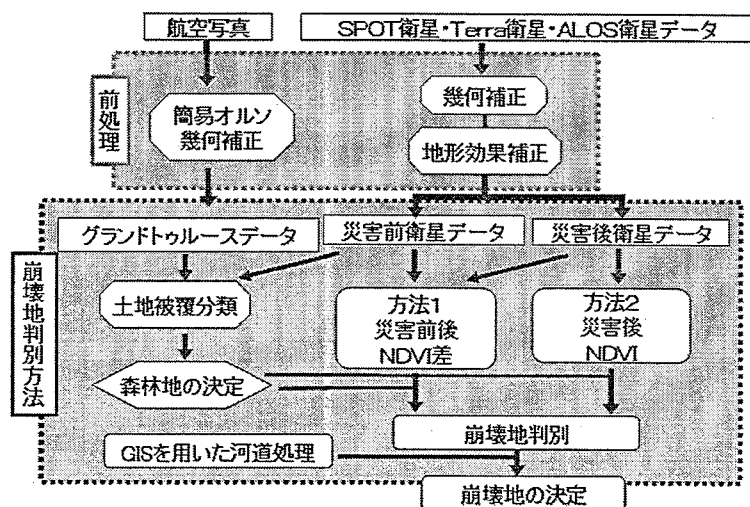 航空写真
SPOT衛星・Terra衛星・ALOS衛星データ
前処理
簡易オルソ
幾何補正
幾何補正
地形効果補正
崩壊地判別方法
グランドトゥルースデータ
災害前衛星データ
災害後衛星データ
土地被覆分類
方法1
災害前後
NDVI差
方法2
災害後
NDVI
森林地の決定
崩壊地判別
GISを用いた河道処理
崩壊地の決定